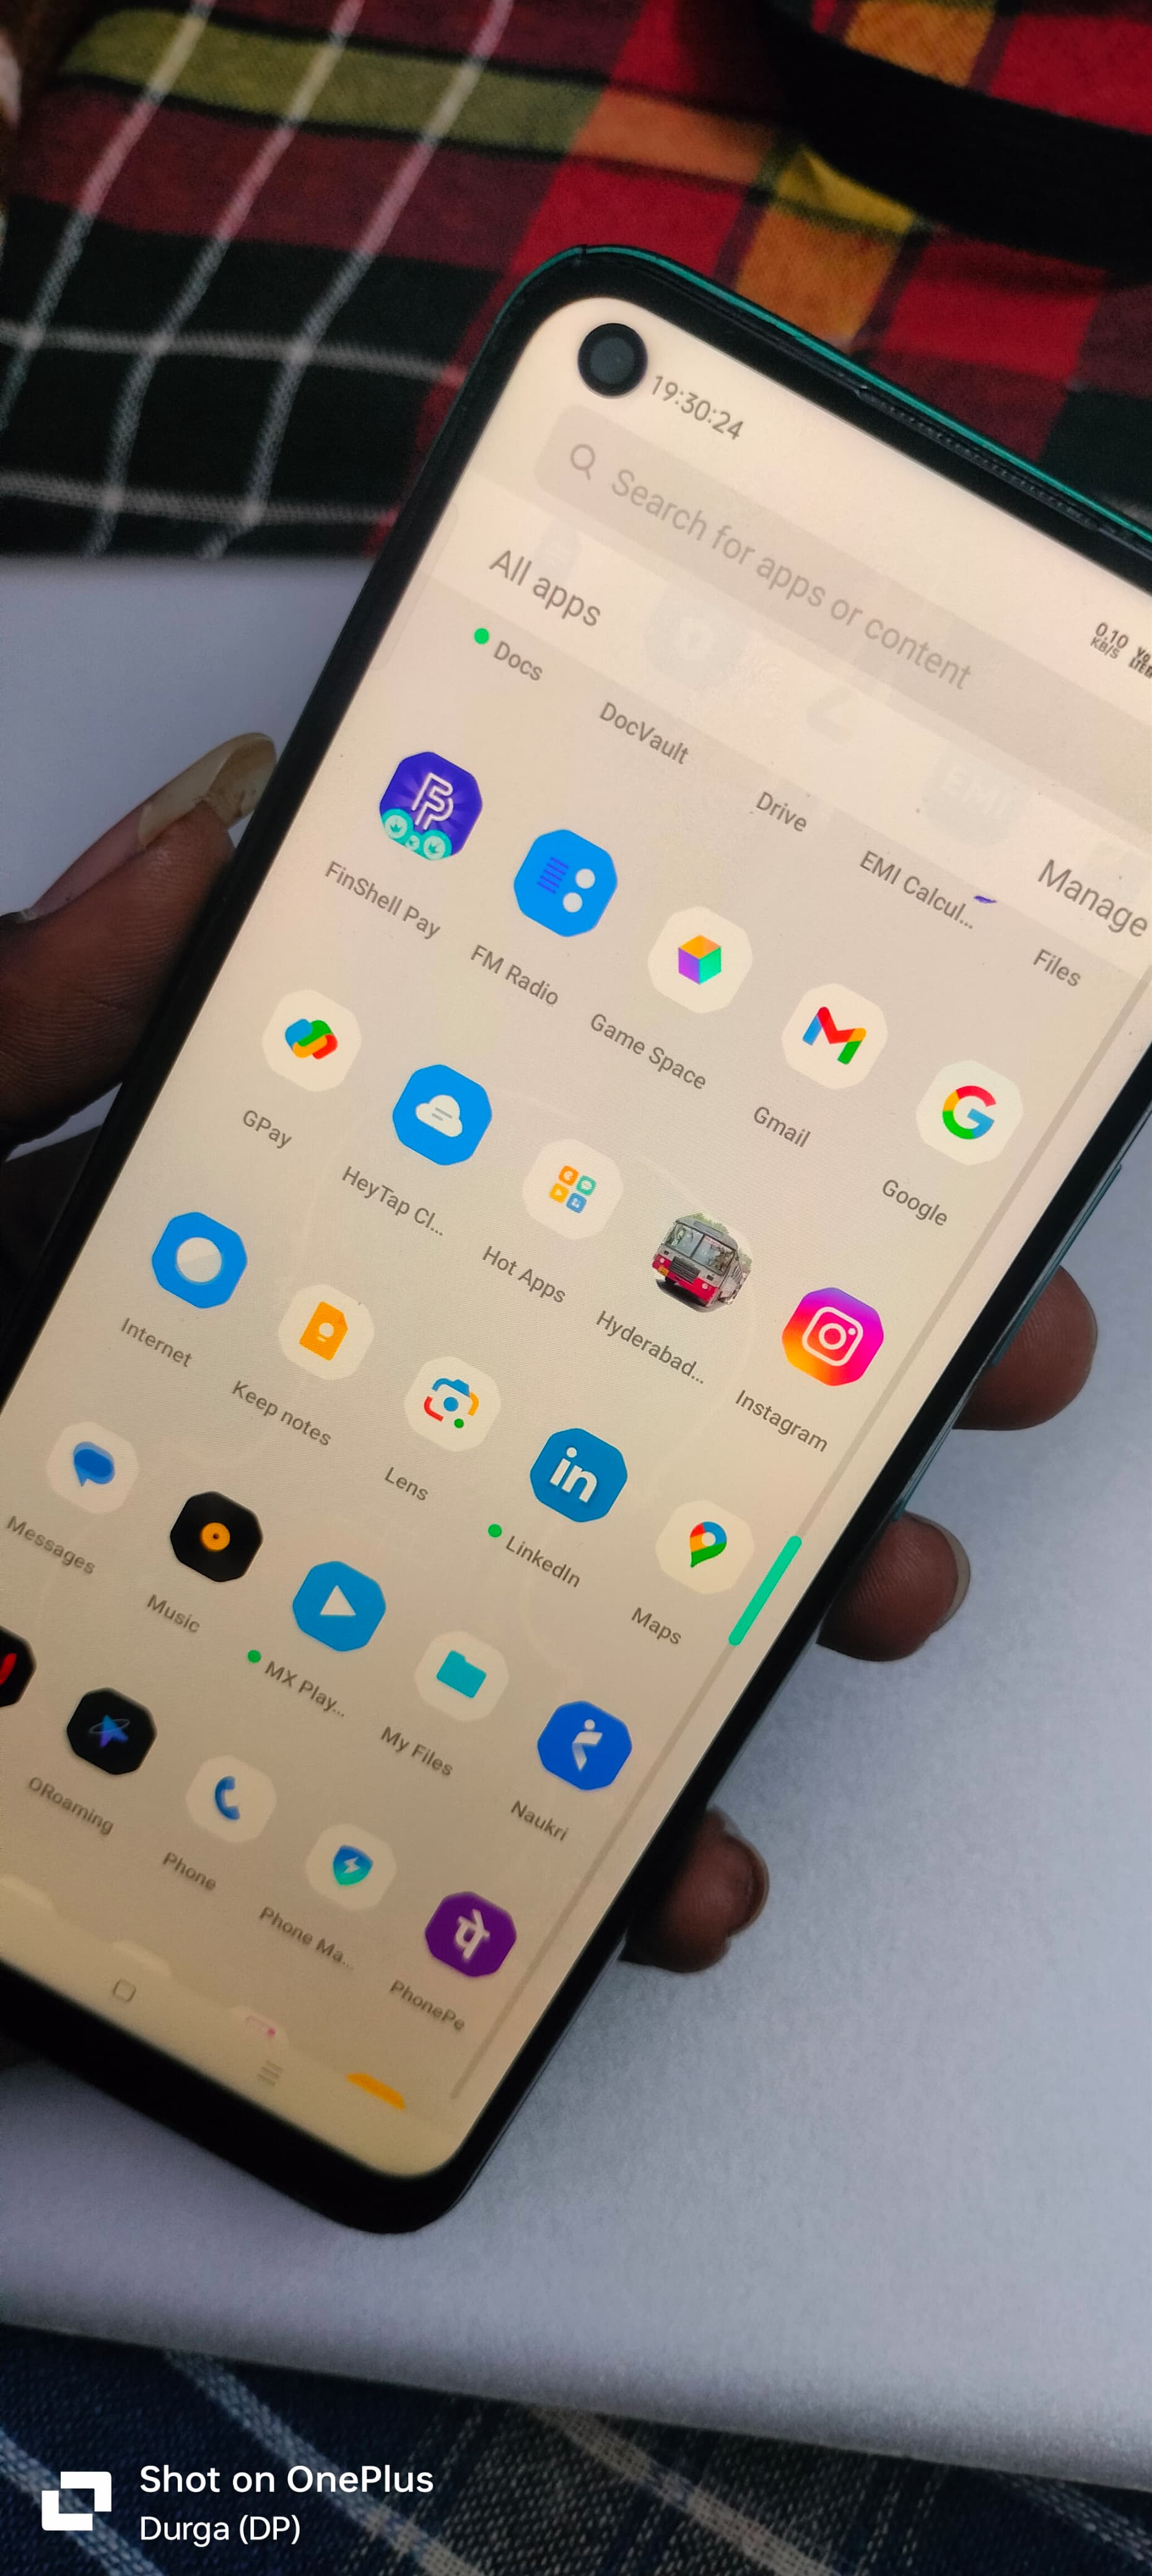 19:30:24
0.10
KB/S
Search for apps or content
All apps
Manage
Docs
DocVault
Drive
EMI Calcul...
Files
FinShell Pay
FM Radio
Game Space
Gmail
Google
GPay
HeyTap Cl...
Hot Apps
Hyderabad...
Instagram
Internet
Keep notes
Lens
in
LinkedIn
Maps
Messages
Music
MX Play...
My Files
Naukri
ORoaming
Phone
Phone Ma...
पे
PhonePe
Shot on OnePlus
Durga (DP)